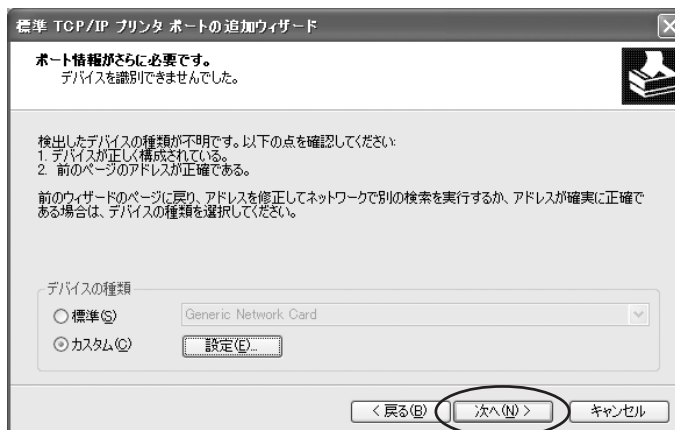 標準 TCP/IP プリンタ ポートの追加ウィザード
ポート情報がさらに必要です。
デバイスを識別できませんでした。
検出したデバイスの種類が不明です。以下の点を確認してください:
1. デバイスが正しく構成されている。
2. 前のページのアドレスが正確である。
前のウィザードのページに戻り、アドレスを修正してネットワークで別の検索を実行するか、アドレスが確実に正確で
ある場合は、デバイスの種類を選択してください。
デバイスの種類
標準(S)
Generic Network Card
カスタム(C)
設定(E)...
< 戻る(B)
次へ(N) >
キャンセル